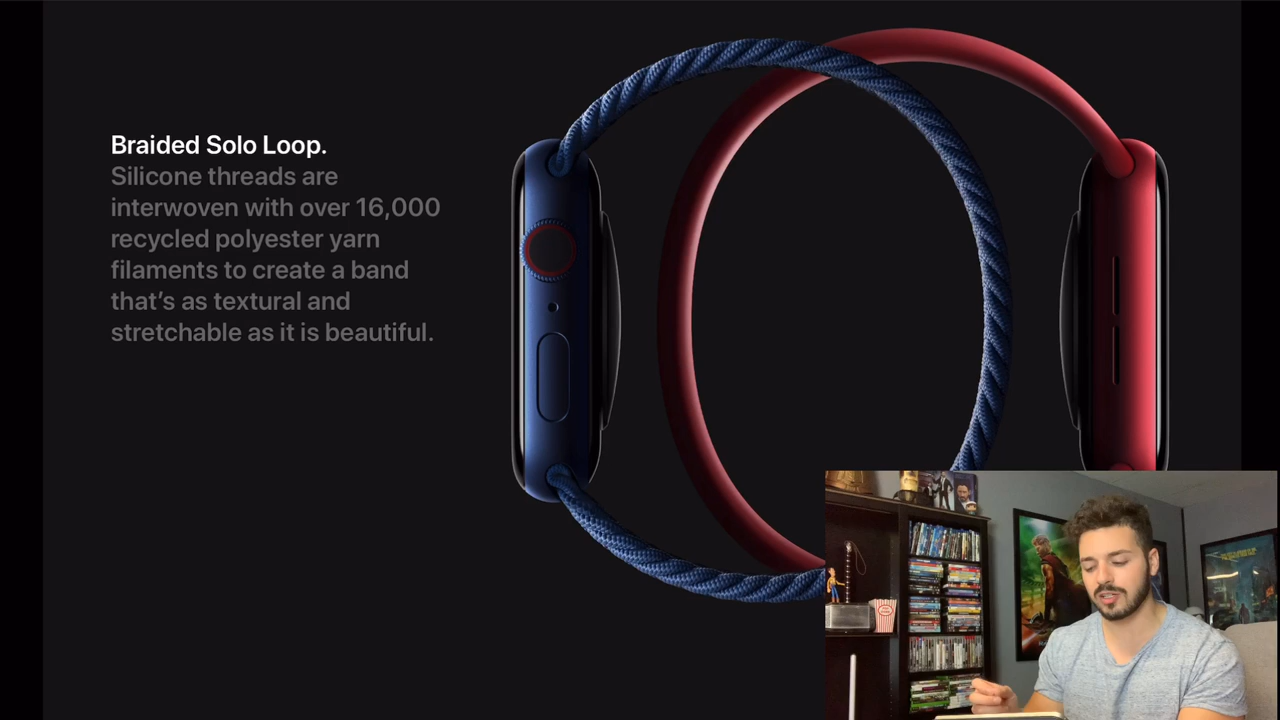 Braided Solo Loop.
Silicone threads are
interwoven with over 16,000
recycled polyester yarn
filaments to create a band
that’s as textural and
stretchable as it is beautiful.